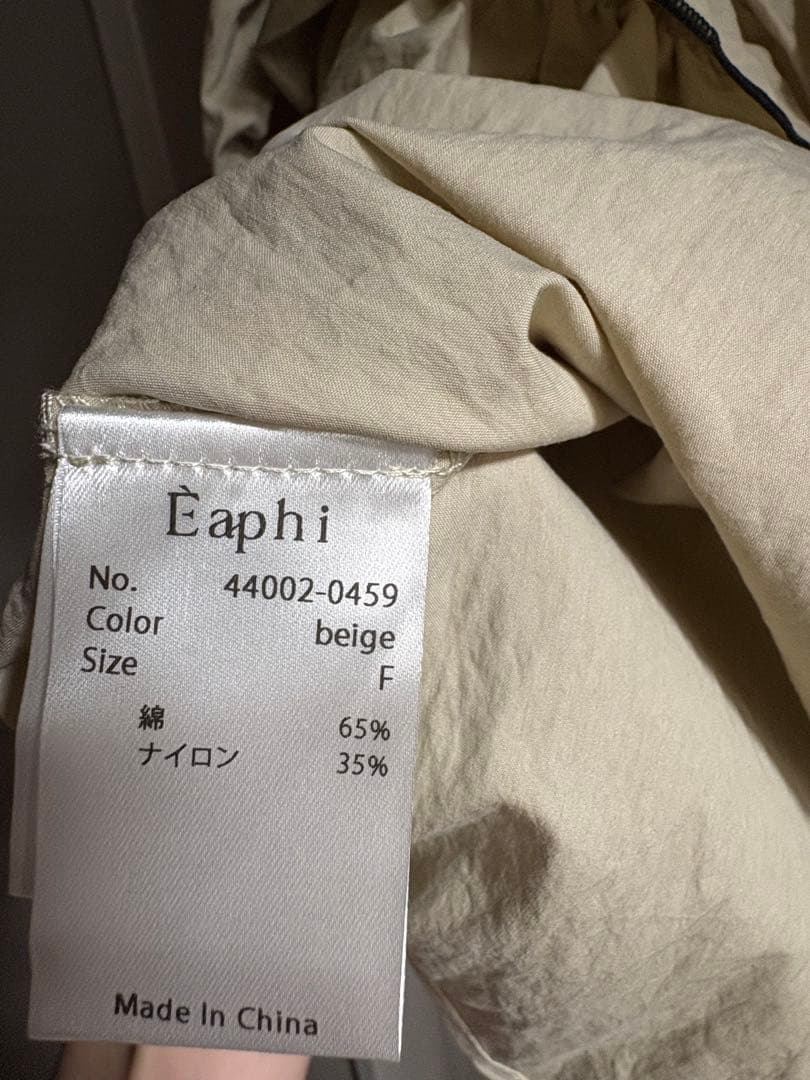 Èaphi
No. 44002-0459
Color beige
Size F
綿 65%
ナイロン 35%
Made In China